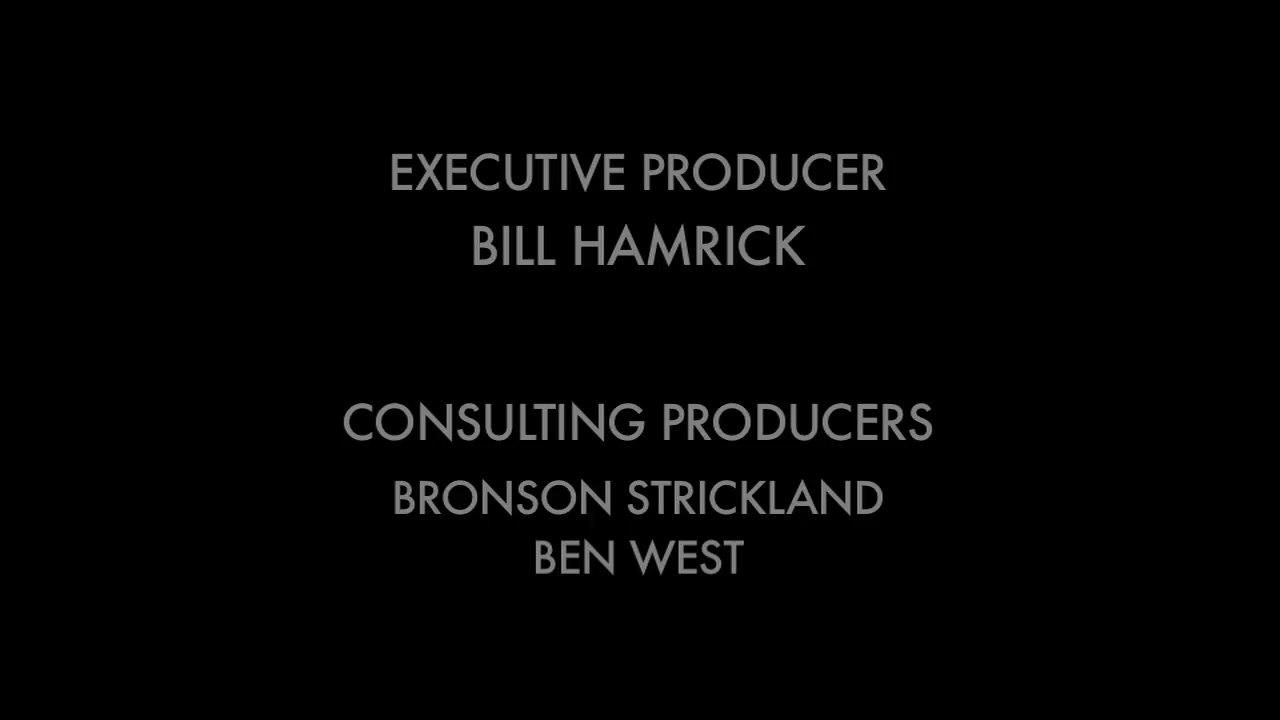 EXECUTIVE PRODUCER
BILL HAMRICK
CONSULTING PRODUCERS
BRONSON STRICKLAND
BEN WEST